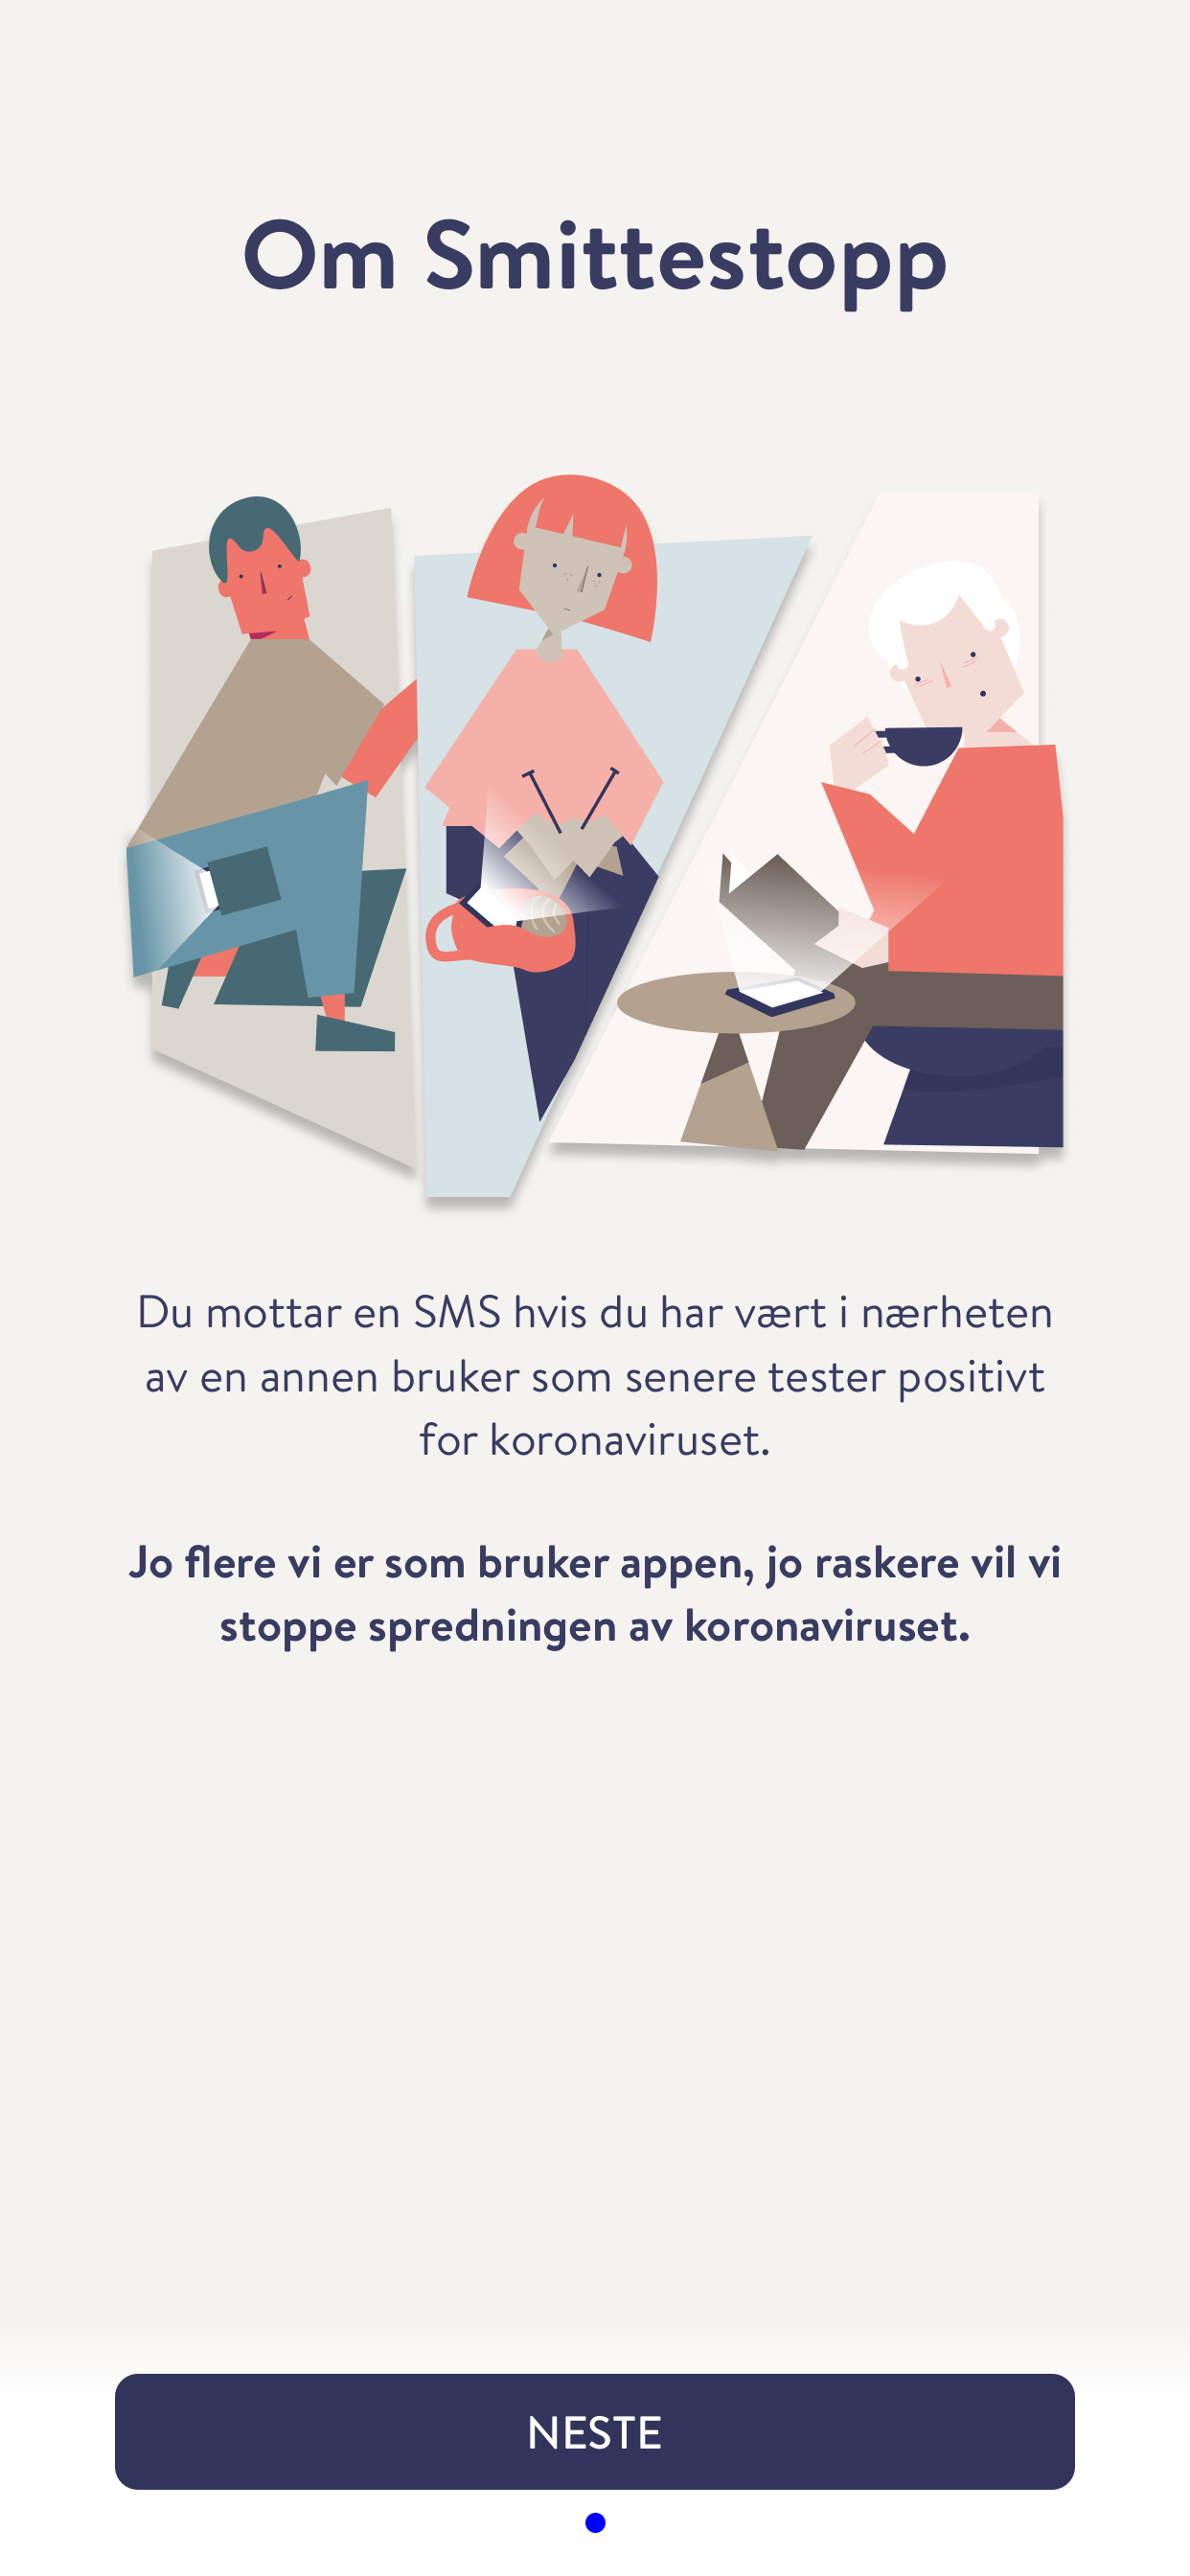 Om Smittestopp
Du mottar en SMS hvis du har vært i nærheten
av en annen bruker som senere tester positivt
for koronaviruset.
Jo flere vi er som bruker appen, jo raskere vil vi
stoppe spredningen av koronaviruset.
NESTE